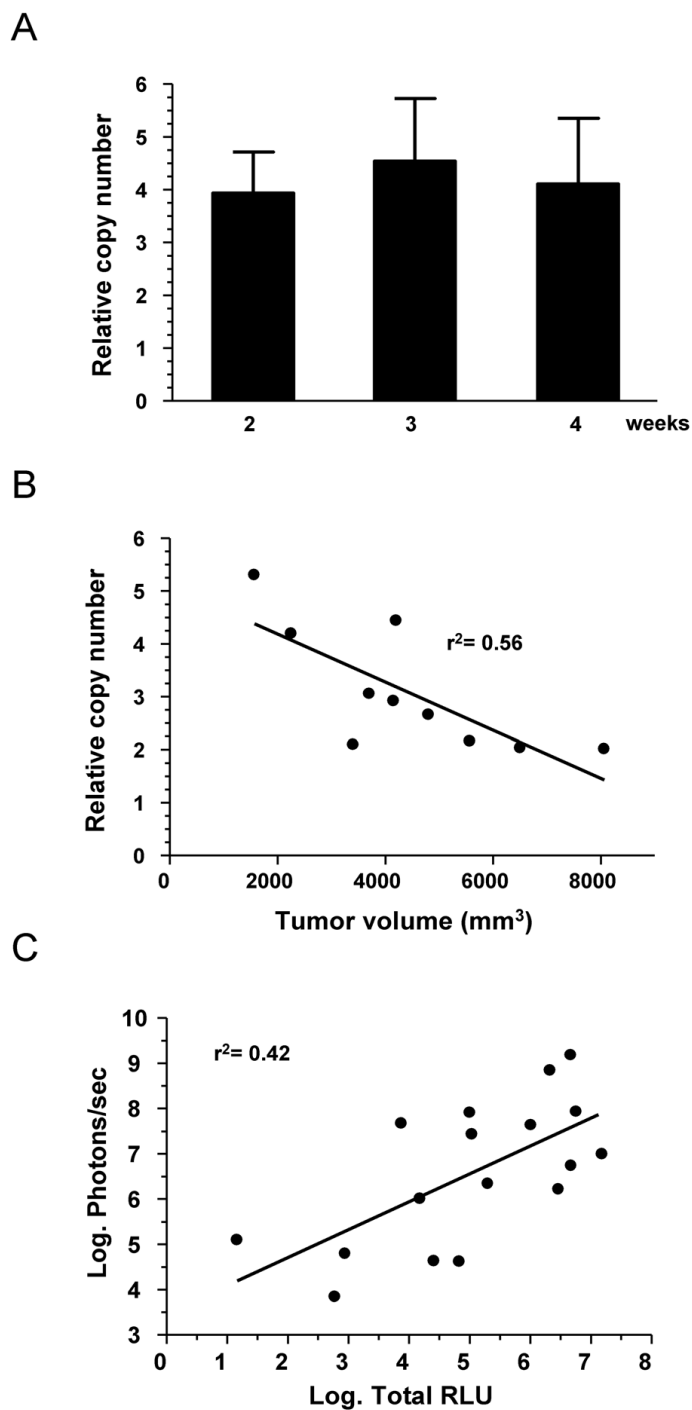 A
Relative copy number
6
5
4
3
2
1
0
2 3 4 weeks
B
Relative copy number
6
5
4
3
2
1
0
r²= 0.56
0 2000 4000 6000 8000
Tumor volume (mm³)
C
Log. Photons/sec
10
9
8
7
6
5
4
3
r²= 0.42
0 1 2 3 4 5 6 7 8
Log. Total RLU